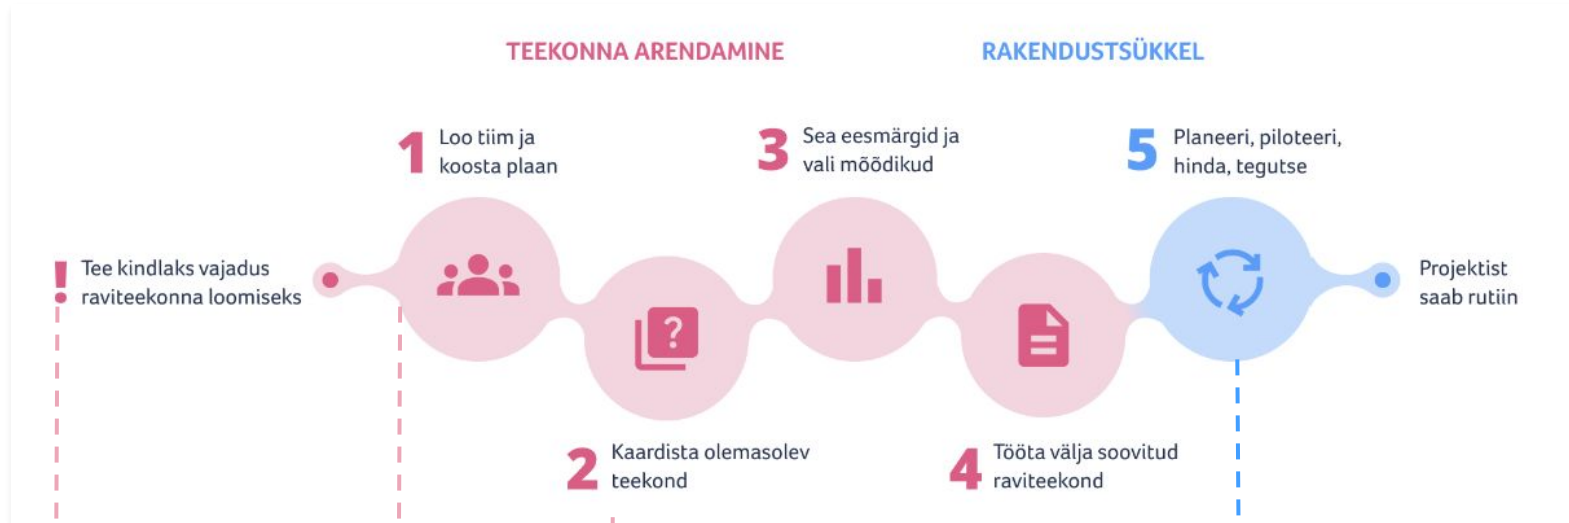 TEEKONNA ARENDAMINE
RAKENDUSTSÜKKEL
! Tee kindlaks vajadus
raviteekonna loomiseks
1 Loo tiim ja
koosta plaan
2 Kaardista olemasolev
teekond
3 Sea eesmärgid ja
vali mõõdikud
4 Tööta välja soovitud
raviteekond
5 Planeeri, piloteeri,
hinda, tegutse
Projektist
saab rutiin
?